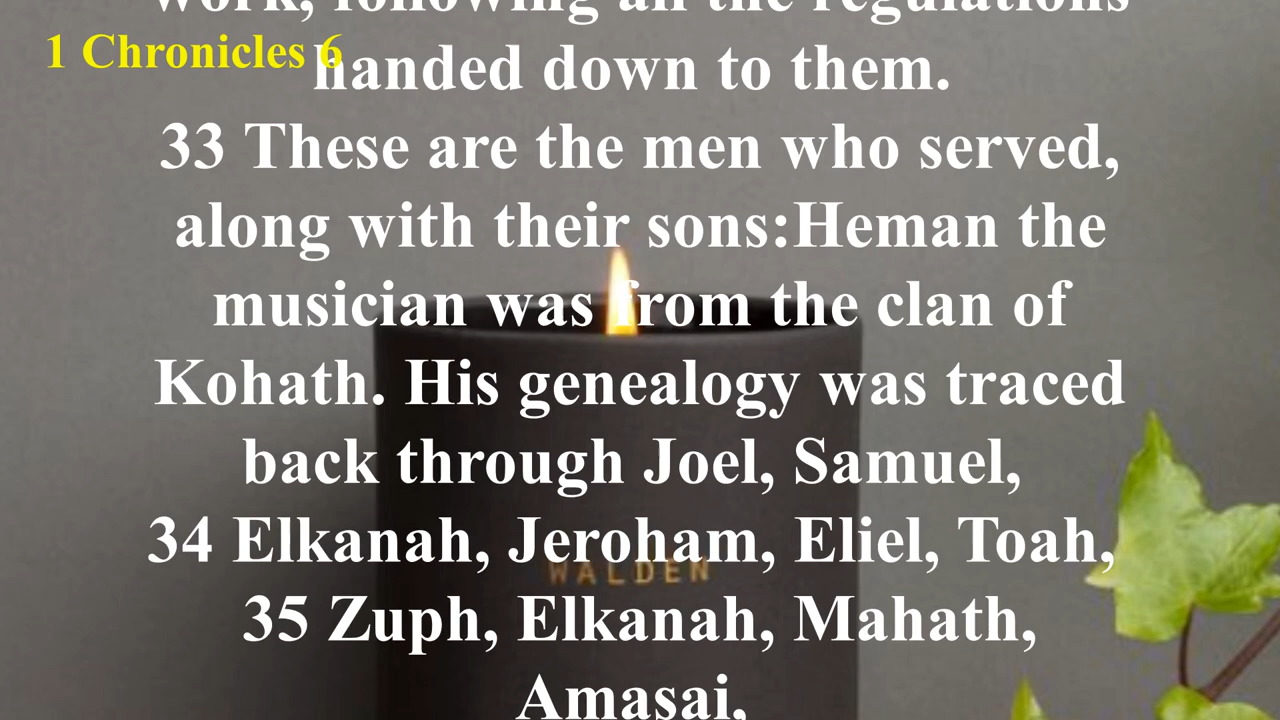 work, following all the regulations
1 Chronicles 6
handed down to them.
33 These are the men who served,
along with their sons:Heman the
musician was from the clan of
Kohath. His genealogy was traced
back through Joel, Samuel,
34 Elkanah, Jeroham, Eliel, Toah,
WALDEN
35 Zuph, Elkanah, Mahath,
Amasai,